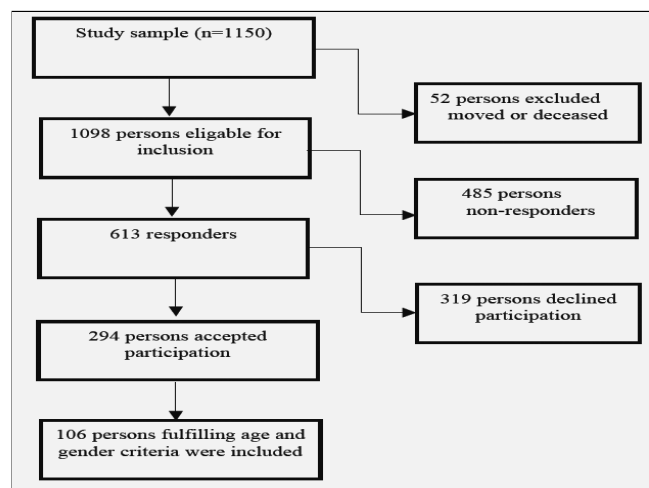 Study sample (n=1150)
52 persons excluded
moved or deceased
1098 persons eligible for
inclusion
485 persons
non-responders
613 responders
319 persons declined
participation
294 persons accepted
participation
106 persons fulfilling age and
gender criteria were included